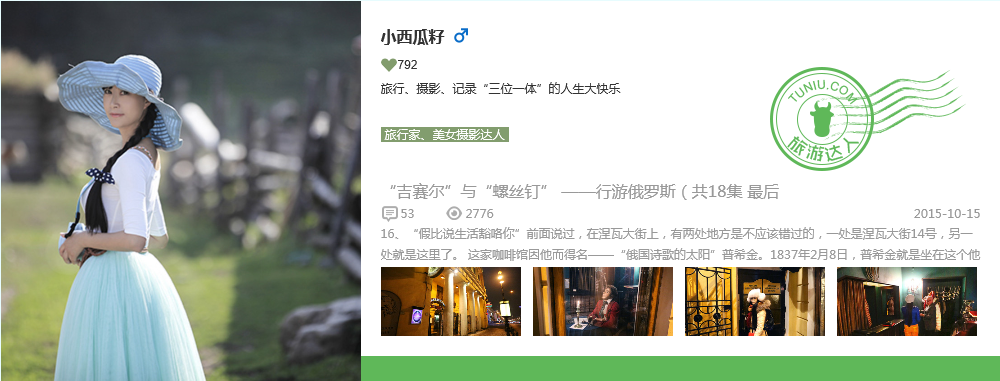 小西瓜籽
792
旅行、摄影、记录“三位一体”的人生大快乐
旅行家、美女摄影达人
TUNIU.COM
旅游达人
“吉赛尔”与“螺丝钉” ——行游俄罗斯（共18集 最后
53 2776 2015-10-15
16、“假比说生活豁咯你”前面说过，在涅瓦大街上，有两处地方是不应该错过的，一处是涅瓦大街14号，另一
处就是这里了。 这家咖啡馆因他而得名——“俄国诗歌的太阳”普希金。1837年2月8日，普希金就是坐在这个他